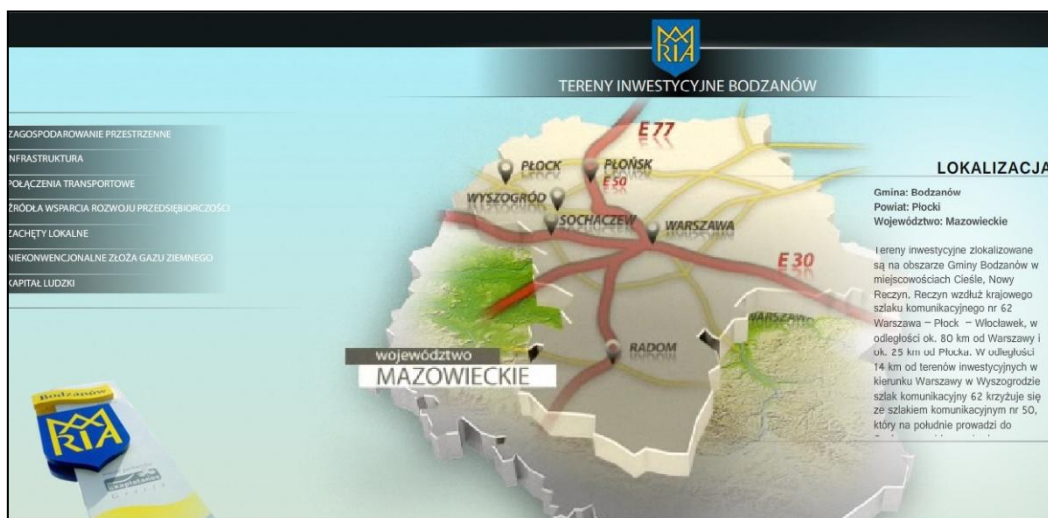 MARIA
TERENY INWESTYCYJNE BODZANÓW
ZAGOSPODAROWANIE PRZESTRZENNE
INFRASTRUKTURA
POŁĄCZENIA TRANSPORTOWE
ŹRÓDŁA WSPARCIA ROZWOJU PRZEDSIĘBIORCZOŚCI
ZACHĘTY LOKALNE
NIEKONWENCJONALNE ZŁOŻA GAZU ZIEMNEGO
KAPITAŁ LUDZKI
E 77
PŁOCK
PŁOŃSK
E 50
WYSZOGRÓD
SOCHACZEW
WARSZAWA
E 30
WARSZAWA
RADOM
województwo
MAZOWIECKIE
LOKALIZACJA
Gmina: Bodzanów
Powiat: Płocki
Województwo: Mazowieckie
Tereny inwestycyjne zlokalizowane
są na obszarze Gminy Bodzanów w
miejscowościach Cieśle, Nowy
Reczyn, Reczyn wzdłuż krajowego
szlaku komunikacyjnego nr 62
Warszawa – Płock – Włocławek, w
odległości ok. 80 km od Warszawy i
ok. 25 km od Płocka. W odległości
14 km od terenów inwestycyjnych w
kierunku Warszawy w Wyszogrodzie
szlak komunikacyjny 62 krzyżuje się
ze szlakiem komunikacyjnym nr 50,
który na południe prowadzi do
Bodzanów
MARIA